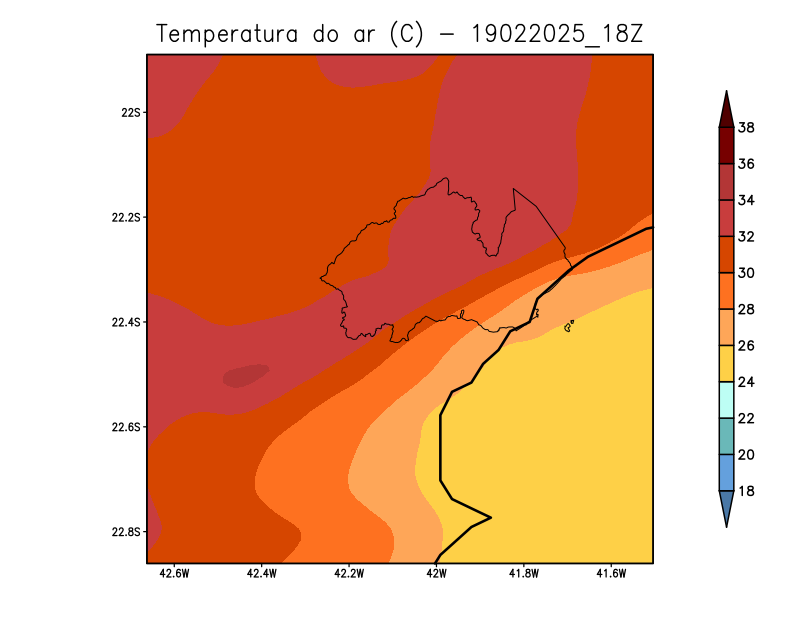 Temperatura do ar (C) - 19022025_18Z
22S
22.2S
22.4S
22.6S
22.8S
42.6W
42.4W
42.2W
42W
41.8W
41.6W
38
36
34
32
30
28
26
24
22
20
18